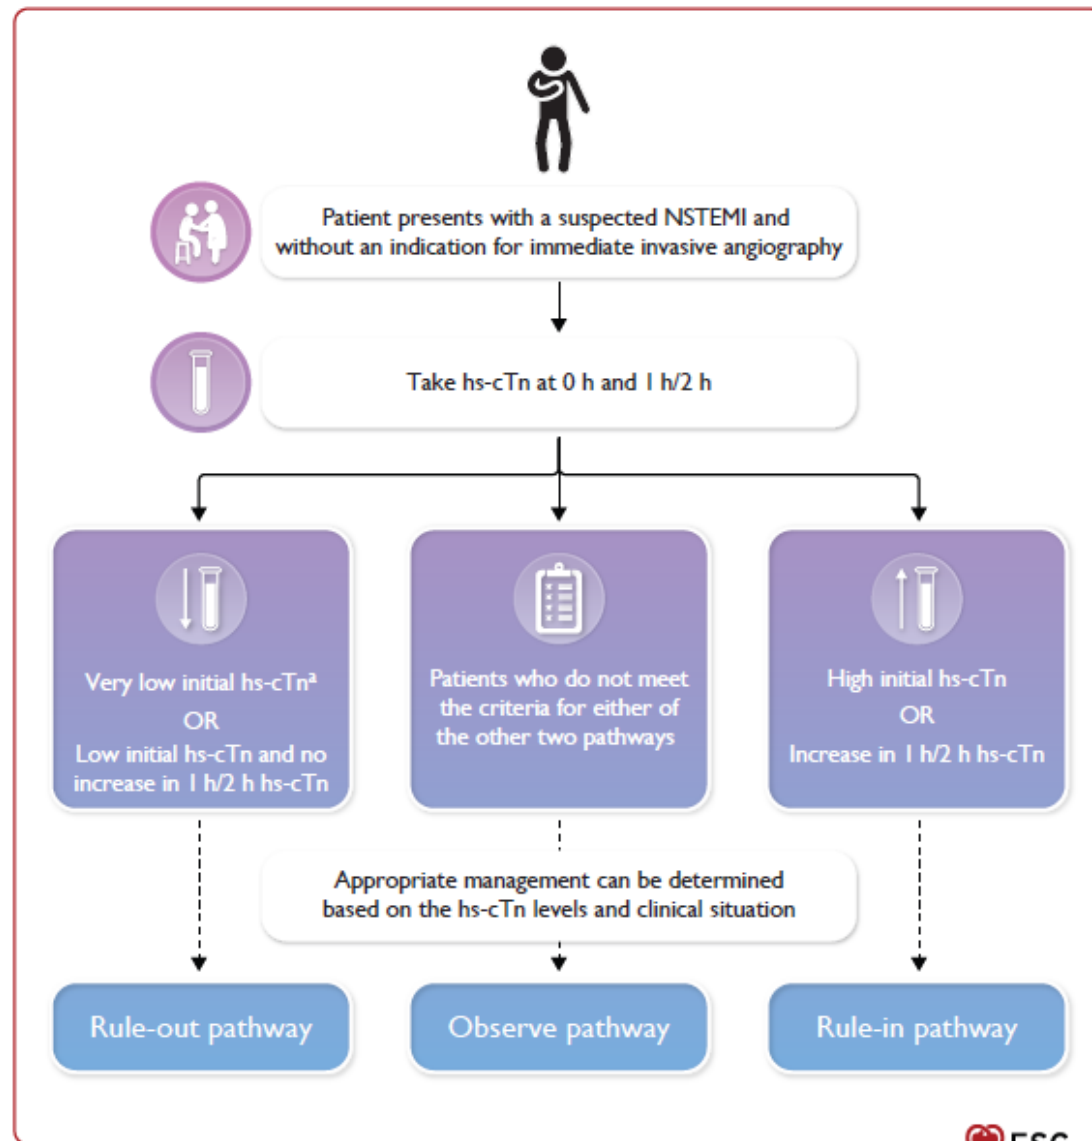 Patient presents with a suspected NSTEMI and
without an indication for immediate invasive angiography
Take hs-cTn at 0 h and 1 h/2 h
Very low initial hs-cTnᵃ
OR
Low initial hs-cTn and no
increase in 1 h/2 h hs-cTn
Patients who do not meet
the criteria for either of
the other two pathways
High initial hs-cTn
OR
Increase in 1 h/2 h hs-cTn
Appropriate management can be determined
based on the hs-cTn levels and clinical situation
Rule-out pathway
Observe pathway
Rule-in pathway
ESC